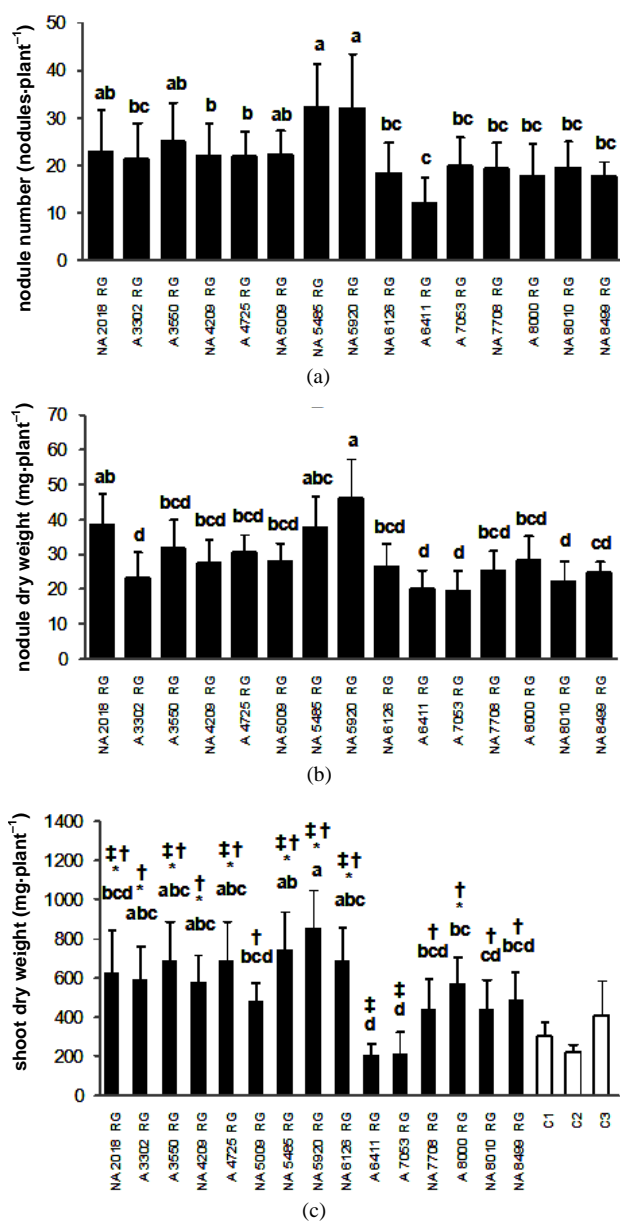 nodule number (nodules·plant⁻¹)
50
40
30
20
10
0
ab bc ab b b ab a a bc c bc bc bc bc bc
NA 2018 RG
A 3302 RG
A 3550 RG
NA 4209 RG
A 4725 RG
NA 5009 RG
NA 5485 RG
NA 5920 RG
NA 6126 RG
A 6411 RG
A 7053 RG
NA 7708 RG
A 8000 RG
NA 8010 RG
NA 8499 RG
(a)
nodule dry weight (mg·plant⁻¹)
70
60
50
40
30
20
10
0
ab d bcd bcd bcd bcd abc a bcd d d bcd bcd d cd
NA 2018 RG
A 3302 RG
A 3550 RG
NA 4209 RG
A 4725 RG
NA 5009 RG
NA 5485 RG
NA 5920 RG
NA 6126 RG
A 6411 RG
A 7053 RG
NA 7708 RG
A 8000 RG
NA 8010 RG
NA 8499 RG
(b)
shoot dry weight (mg·plant⁻¹)
1400
1200
1000
800
600
400
200
0
‡† † ‡† † ‡† † ‡† ‡† ‡† ‡ ‡ † † † †
* * * * * * * * *
bcd abc abc abc abc bcd ab a abc d d bcd bc cd bcd
NA 2018 RG
A 3302 RG
A 3550 RG
NA 4209 RG
A 4725 RG
NA 5009 RG
NA 5485 RG
NA 5920 RG
NA 6126 RG
A 6411 RG
A 7053 RG
NA 7708 RG
A 8000 RG
NA 8010 RG
NA 8499 RG
C1
C2
C3
(c)